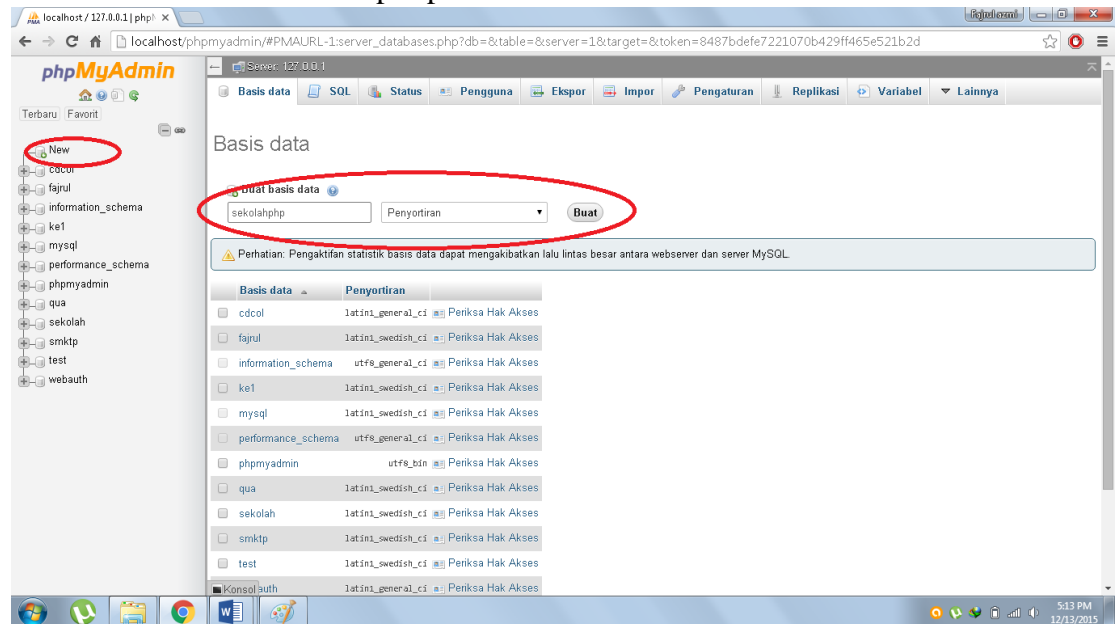 localhost / 127.0.0.1 | phpM
Fajrul azmi
localhost/phpmyadmin/#PMAURL-1:server_databases.php?db=&table=&server=1&target=&token=8487bdefe7221070b429ff465e521b2d
phpMyAdmin
Terbaru Favorit
New
cdcol
fajrul
information_schema
ke1
mysql
performance_schema
phpmyadmin
qua
sekolah
smktp
test
webauth
Server: 127.0.0.1
Basis data SQL Status Pengguna Ekspor Impor Pengaturan Replikasi Variabel Lainnya
Basis data
Buat basis data
sekolahphp Penyortiran Buat
Perhatian: Pengaktifan statistik basis data dapat mengakibatkan lalu lintas besar antara webserver dan server MySQL.
Basis data Penyortiran
cdcol latin1_general_ci Periksa Hak Akses
fajrul latin1_swedish_ci Periksa Hak Akses
information_schema utf8_general_ci Periksa Hak Akses
ke1 latin1_swedish_ci Periksa Hak Akses
mysql latin1_swedish_ci Periksa Hak Akses
performance_schema utf8_general_ci Periksa Hak Akses
phpmyadmin utf8_bin Periksa Hak Akses
qua latin1_swedish_ci Periksa Hak Akses
sekolah latin1_swedish_ci Periksa Hak Akses
smktp latin1_swedish_ci Periksa Hak Akses
test latin1_swedish_ci Periksa Hak Akses
Konsol auth latin1_general_ci Periksa Hak Akses
5:13 PM
12/13/2015